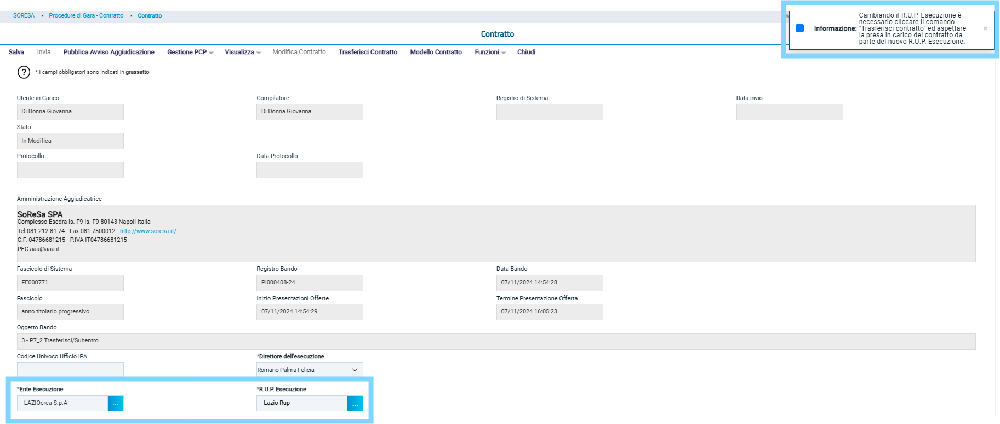 SORESA • Procedure di Gara - Contratto • Contratto
Informazione: Cambiando il R.U.P. Esecuzione è
necessario cliccare il comando
"Trasferisci contratto" ed aspettare
la presa in carico del contratto da
parte del nuovo R.U.P. Esecuzione.
×
Contratto
Salva Invia Pubblica Avviso Aggiudicazione Gestione PCP Visualizza Modifica Contratto Trasferisci Contratto Modello Contratto Funzioni Chiudi
? * I campi obbligatori sono indicati in grassetto
Utente in Carico Compilatore Registro di Sistema Data invio
Di Donna Giovanna Di Donna Giovanna
Stato
In Modifica
Protocollo Data Protocollo
Amministrazione Aggiudicatrice
SoReSa SPA
Complesso Esedra Is. F9 Is. F9 80143 Napoli Italia
Tel 081 212 81 74 - Fax 081 7500012 - http://www.soresa.it/
C.F. 04786681215 - P.IVA IT04786681215
PEC aaa@aaa.it
Fascicolo di Sistema Registro Bando Data Bando
FE000771 PI000408-24 07/11/2024 14:54:28
Fascicolo Inizio Presentazioni Offerte Termine Presentazione Offerta
anno.titolario.progressivo 07/11/2024 14:54:29 07/11/2024 16:05:23
Oggetto Bando
3 - P7_2 Trasferisci/Subentro
Codice Univoco Ufficio IPA *Direttore dell'esecuzione
Romano Palma Felicia
*Ente Esecuzione *R.U.P. Esecuzione
LAZIOcrea S.p.A ... Lazio Rup ...